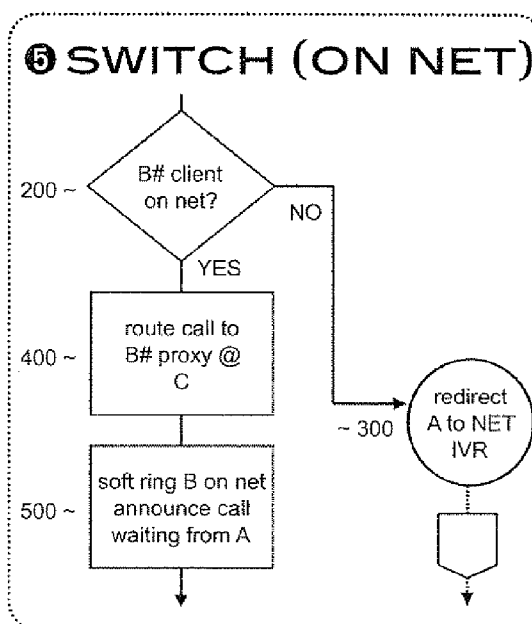 ❺ SWITCH (ON NET)
200 ~
B# client
on net?
NO
YES
400 ~
route call to
B# proxy @
C
~ 300
redirect
A to NET
IVR
500 ~
soft ring B on net
announce call
waiting from A